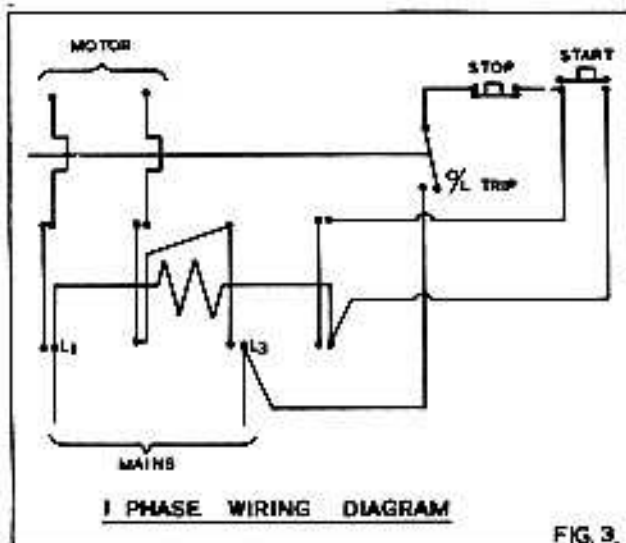 MOTOR
STOP
START
O/L TRIP
L1
L3
MAINS
1 PHASE WIRING DIAGRAM
FIG. 3.